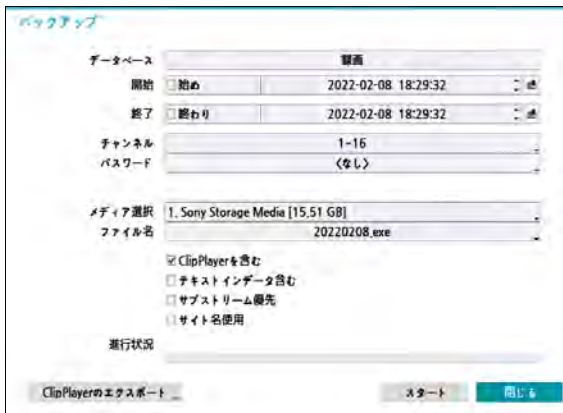 バックアップ
データベース 録画
開始 始め 2022-02-08 18:29:32
終了 終わり 2022-02-08 18:29:32
チャンネル 1-16
パスワード 〈なし〉
メディア選択 1. Sony Storage Media [15.51 GB]
ファイル名 20220208.exe
ClipPlayerを含む
テキストインデータ含む
サブストリーム優先
サイト名使用
進行状況
ClipPlayerのエクスポート... スタート 閉じる